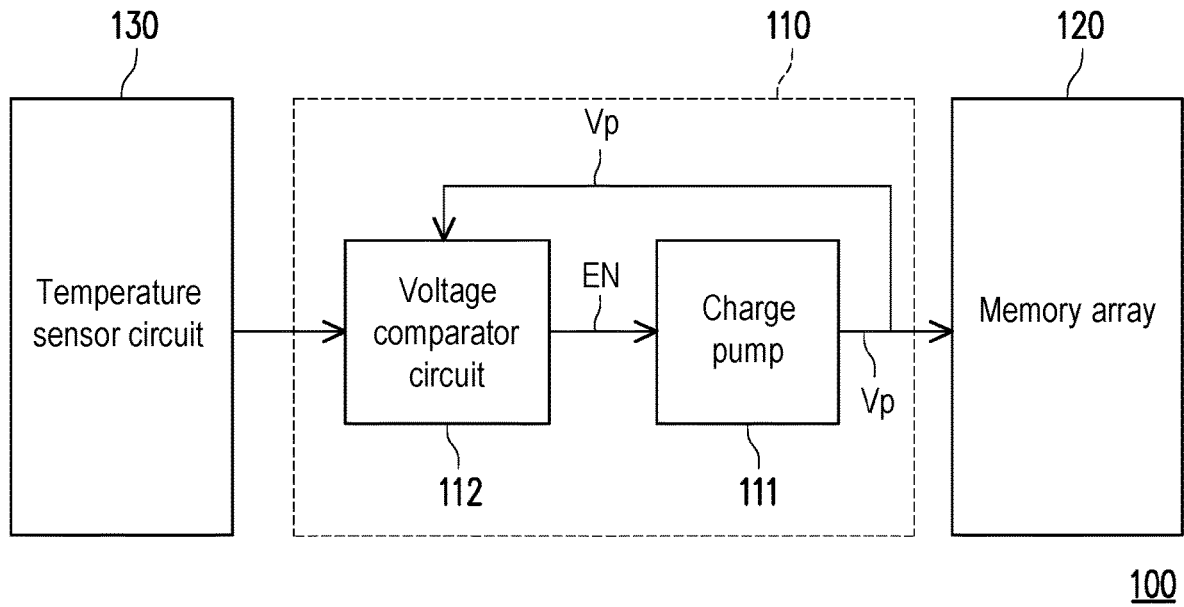 130
110
120
Vp
Temperature
sensor circuit
Voltage
comparator
circuit
EN
Charge
pump
Vp
Memory array
112
111
100